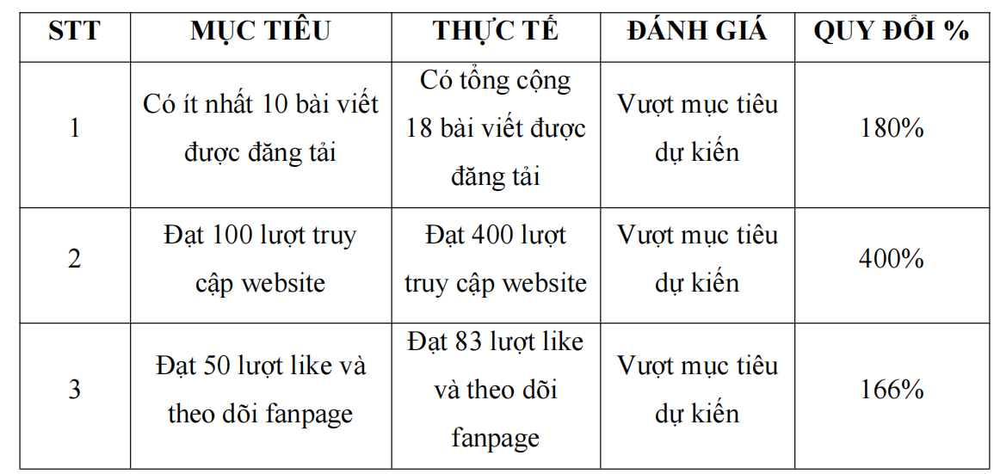 STT MỤC TIÊU THỰC TẾ ĐÁNH GIÁ QUY ĐỔI %
1
Có ít nhất 10 bài viết
được đăng tải
Có tổng cộng
18 bài viết được
đăng tải
Vượt mục tiêu
dự kiến
180%
2
Đạt 100 lượt truy
cập website
Đạt 400 lượt
truy cập website
Vượt mục tiêu
dự kiến
400%
3
Đạt 50 lượt like và
theo dõi fanpage
Đạt 83 lượt like
và theo dõi
fanpage
Vượt mục tiêu
dự kiến
166%